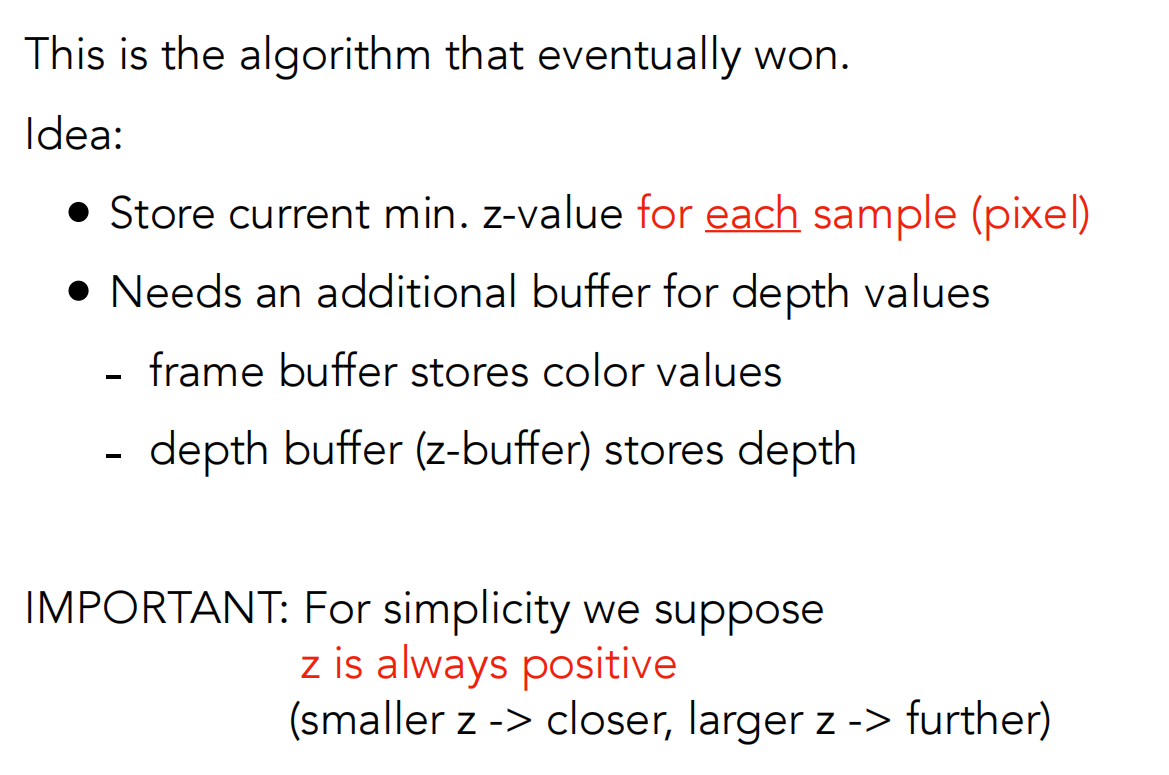 This is the algorithm that eventually won.
Idea:
• Store current min. z-value for each sample (pixel)
• Needs an additional buffer for depth values
- frame buffer stores color values
- depth buffer (z-buffer) stores depth
IMPORTANT: For simplicity we suppose
z is always positive
(smaller z -> closer, larger z -> further)